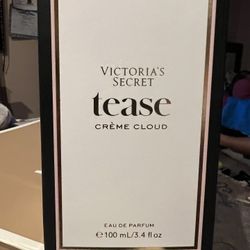 VICTORIA'S
SECRET
tease
CRÈME CLOUD
EAU DE PARFUM
℮100 mL/3.4 fl oz